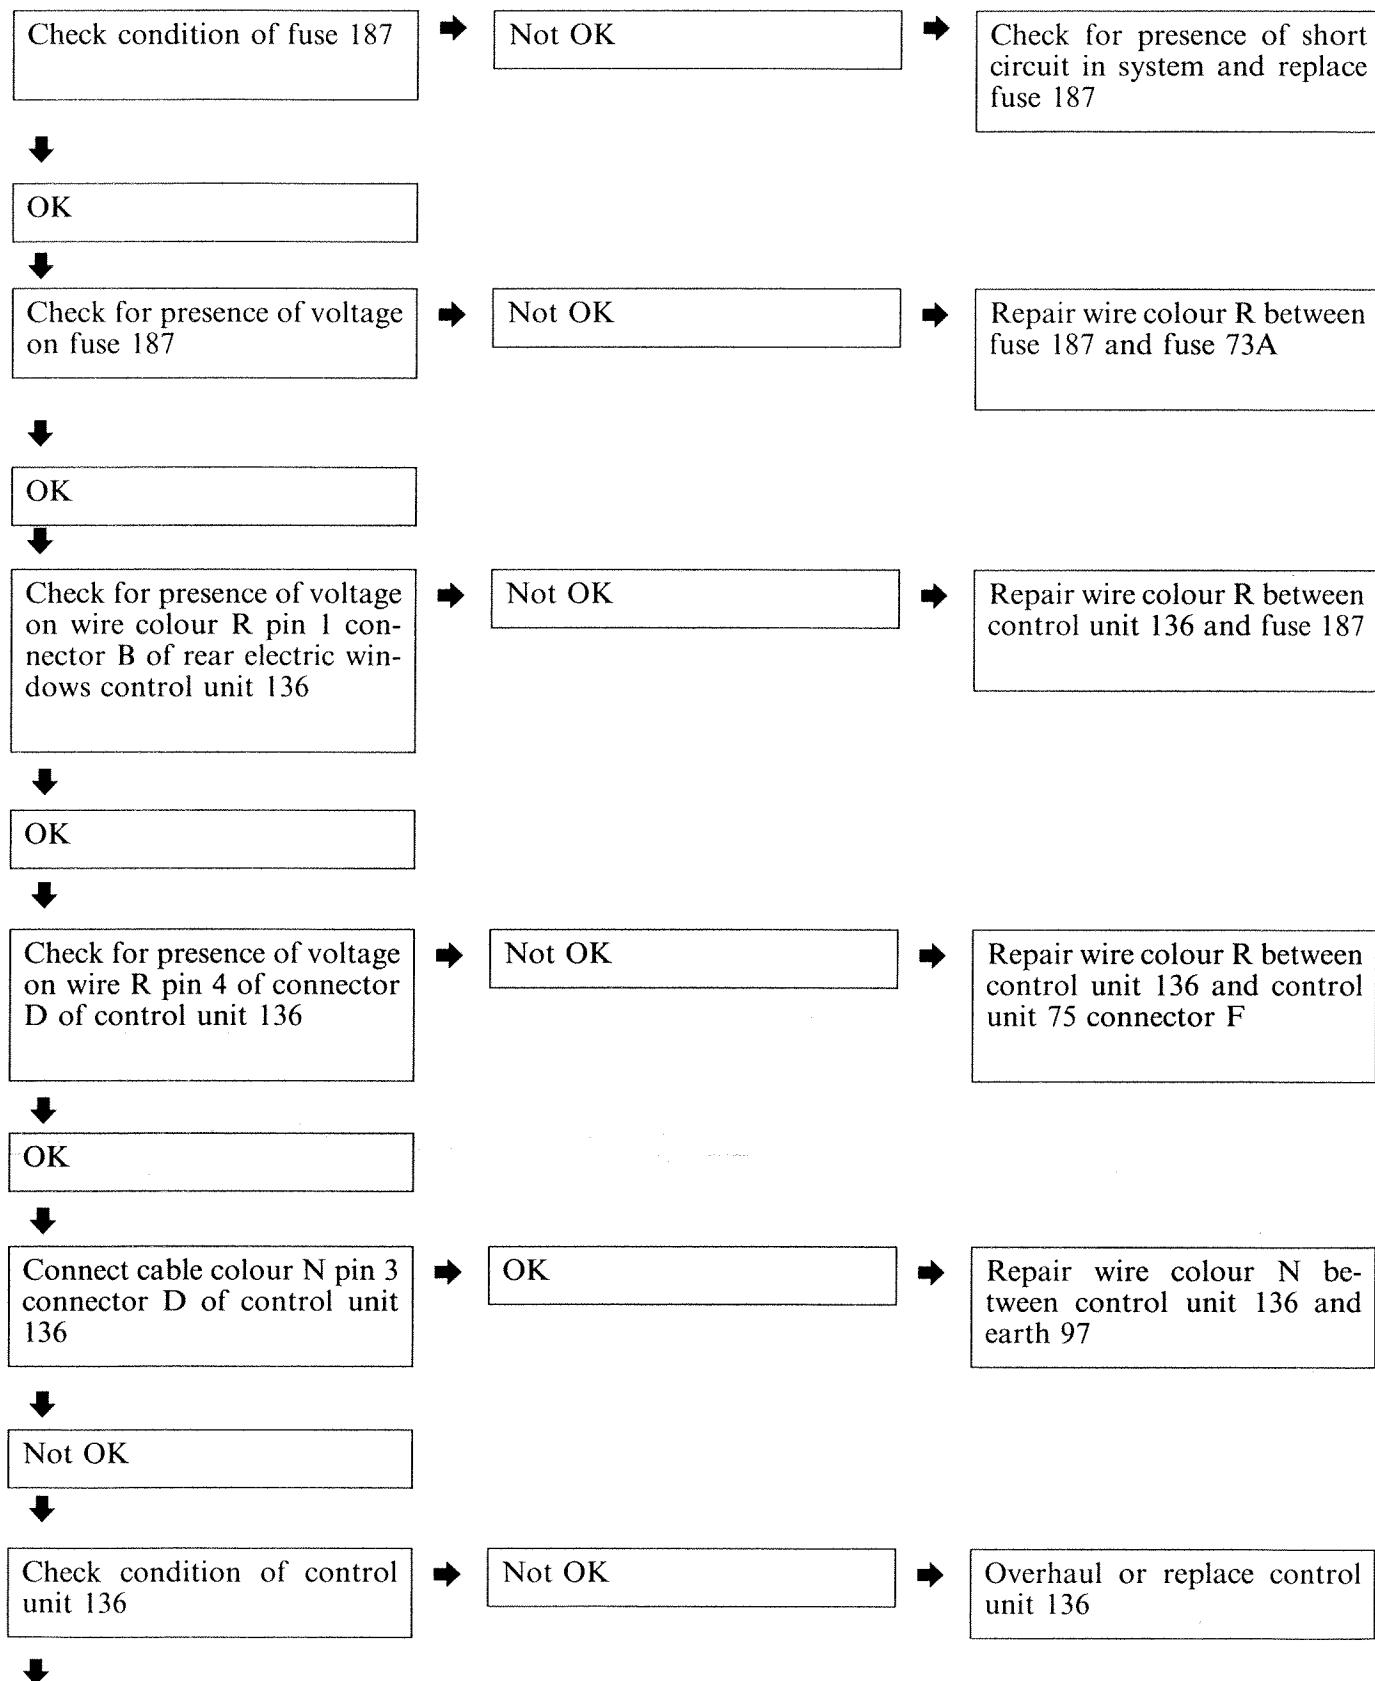 Check condition of fuse 187
Not OK
Check for presence of short
circuit in system and replace
fuse 187
OK
Check for presence of voltage
on fuse 187
Not OK
Repair wire colour R between
fuse 187 and fuse 73A
OK
Check for presence of voltage
on wire colour R pin 1 con-
nector B of rear electric win-
dows control unit 136
Not OK
Repair wire colour R between
control unit 136 and fuse 187
OK
Check for presence of voltage
on wire R pin 4 of connector
D of control unit 136
Not OK
Repair wire colour R between
control unit 136 and control
unit 75 connector F
OK
Connect cable colour N pin 3
connector D of control unit
136
OK
Repair wire colour N be-
tween control unit 136 and
earth 97
Not OK
Check condition of control
unit 136
Not OK
Overhaul or replace control
unit 136